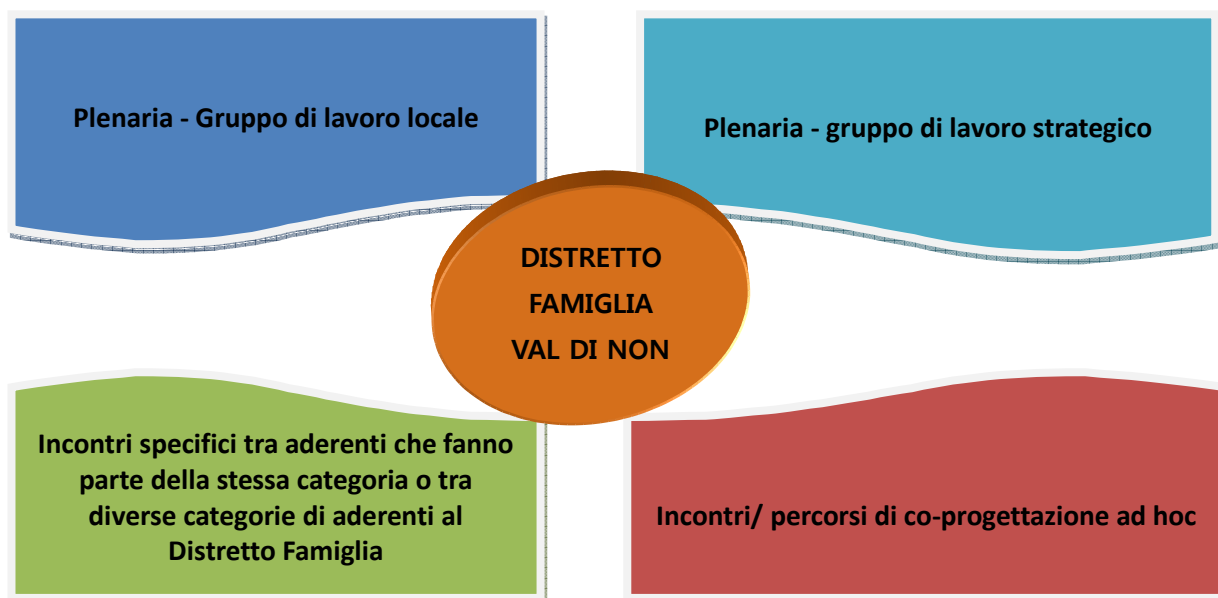 Plenaria - Gruppo di lavoro locale
Plenaria - gruppo di lavoro strategico
DISTRETTO
FAMIGLIA
VAL DI NON
Incontri specifici tra aderenti che fanno
parte della stessa categoria o tra
diverse categorie di aderenti al
Distretto Famiglia
Incontri/ percorsi di co-progettazione ad hoc